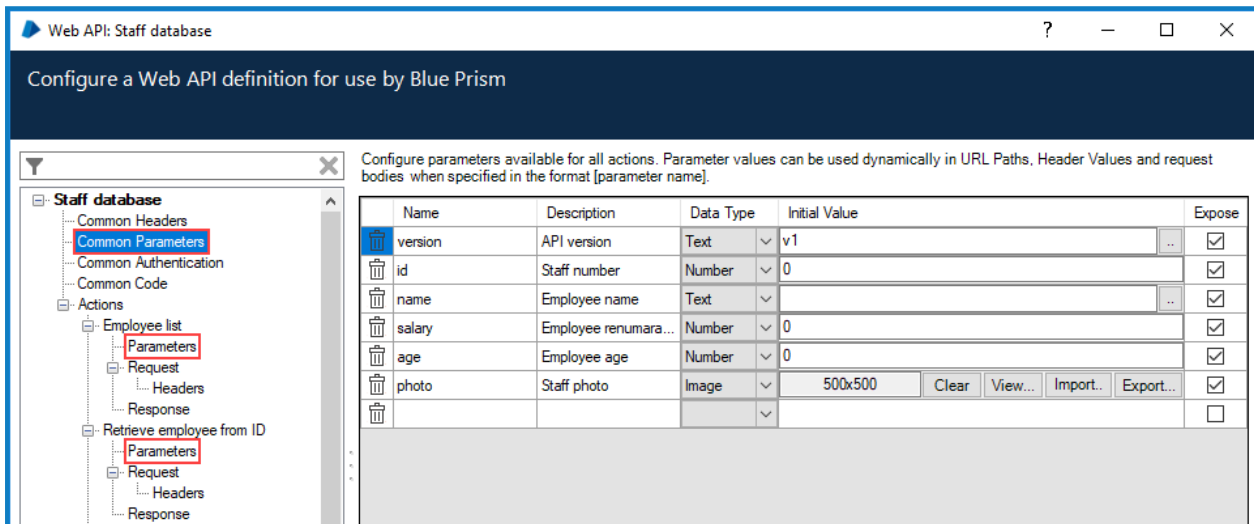 Web API: Staff database
?
Configure a Web API definition for use by Blue Prism
Configure parameters available for all actions. Parameter values can be used dynamically in URL Paths, Header Values and request
bodies when specified in the format [parameter name].
Staff database
Common Headers
Common Parameters
Common Authentication
Common Code
Actions
Employee list
Parameters
Request
Headers
Response
Retrieve employee from ID
Parameters
Request
Headers
Response
Name Description Data Type Initial Value Expose
version API version Text v1 ..
id Staff number Number 0
name Employee name Text ..
salary Employee renumara... Number 0
age Employee age Number 0
photo Staff photo Image 500x500 Clear View... Import.. Export...